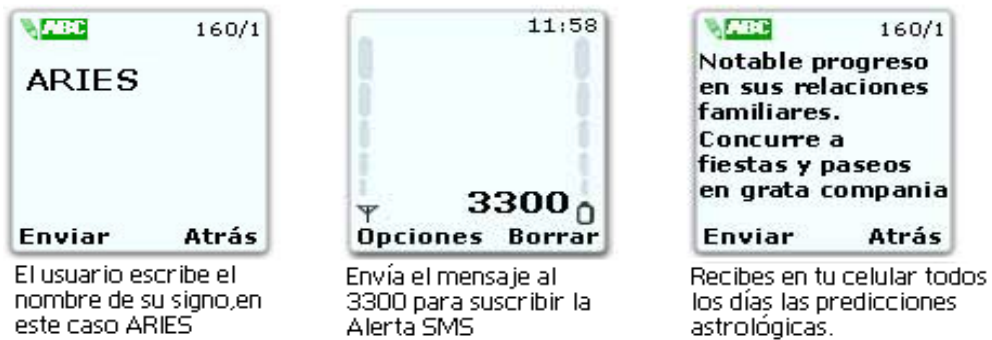 ABC 160/1
ARIES
Enviar Atrás
El usuario escribe el
nombre de su signo,en
este caso ARIES
11:58
3300
Opciones Borrar
Envía el mensaje al
3300 para suscribir la
Alerta SMS
ABC 160/1
Notable progreso
en sus relaciones
familiares.
Concurre a
fiestas y paseos
en grata compania
Enviar Atrás
Recibes en tu celular todos
los días las predicciones
astrológicas.